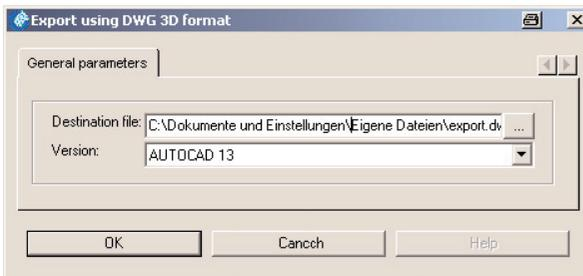 Export using DWG 3D format
General parameters
Destination file: C:\Dokumente und Einstellungen\Eigene Dateien\export.dw ...
Version: AUTOCAD 13
OK Cancch Help